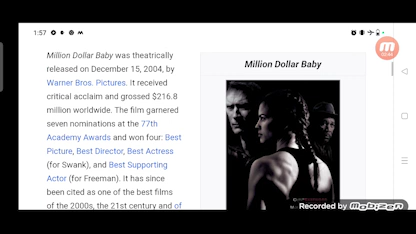 1:57
Million Dollar Baby was theatrically
released on December 15, 2004, by
Warner Bros. Pictures. It received
critical acclaim and grossed $216.8
million worldwide. The film garnered
seven nominations at the 77th
Academy Awards and won four: Best
Picture, Best Director, Best Actress
(for Swank), and Best Supporting
Actor (for Freeman). It has since
been cited as one of the best films
of the 2000s, the 21st century and of
Million Dollar Baby
Recorded by Mobizen